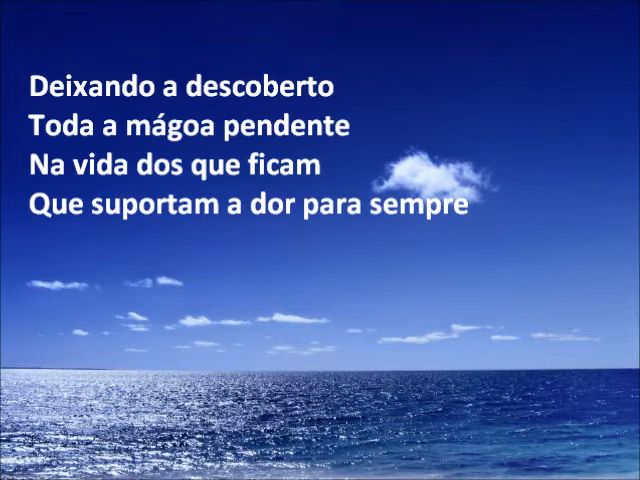 Deixando a descoberto
Toda a mágoa pendente
Na vida dos que ficam
Que suportam a dor para sempre